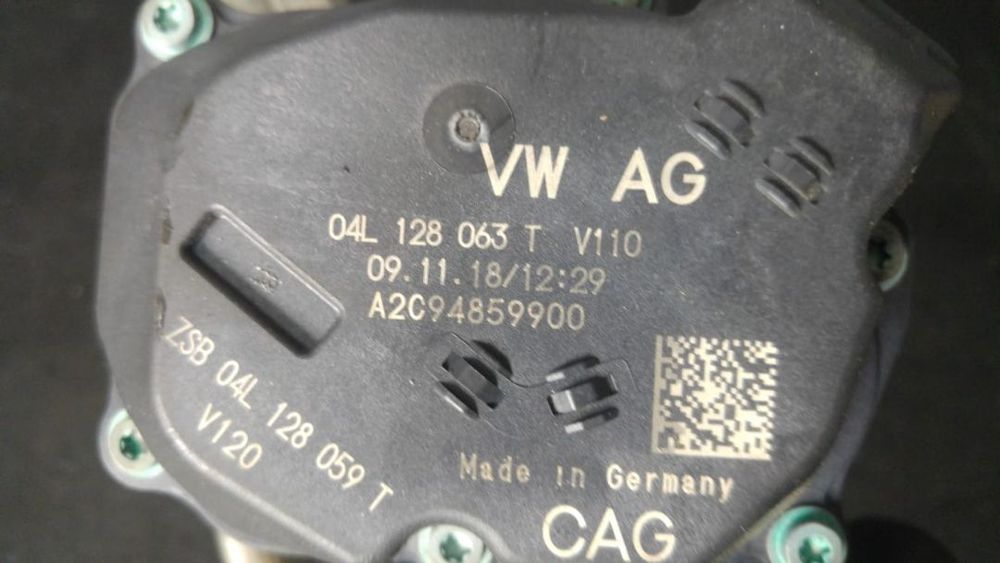 VW AG
04L 128 063 T V110
09.11.18/12:29
A2C94859900
ZSB 04L 128 059 T
V120
Made in Germany
CAG